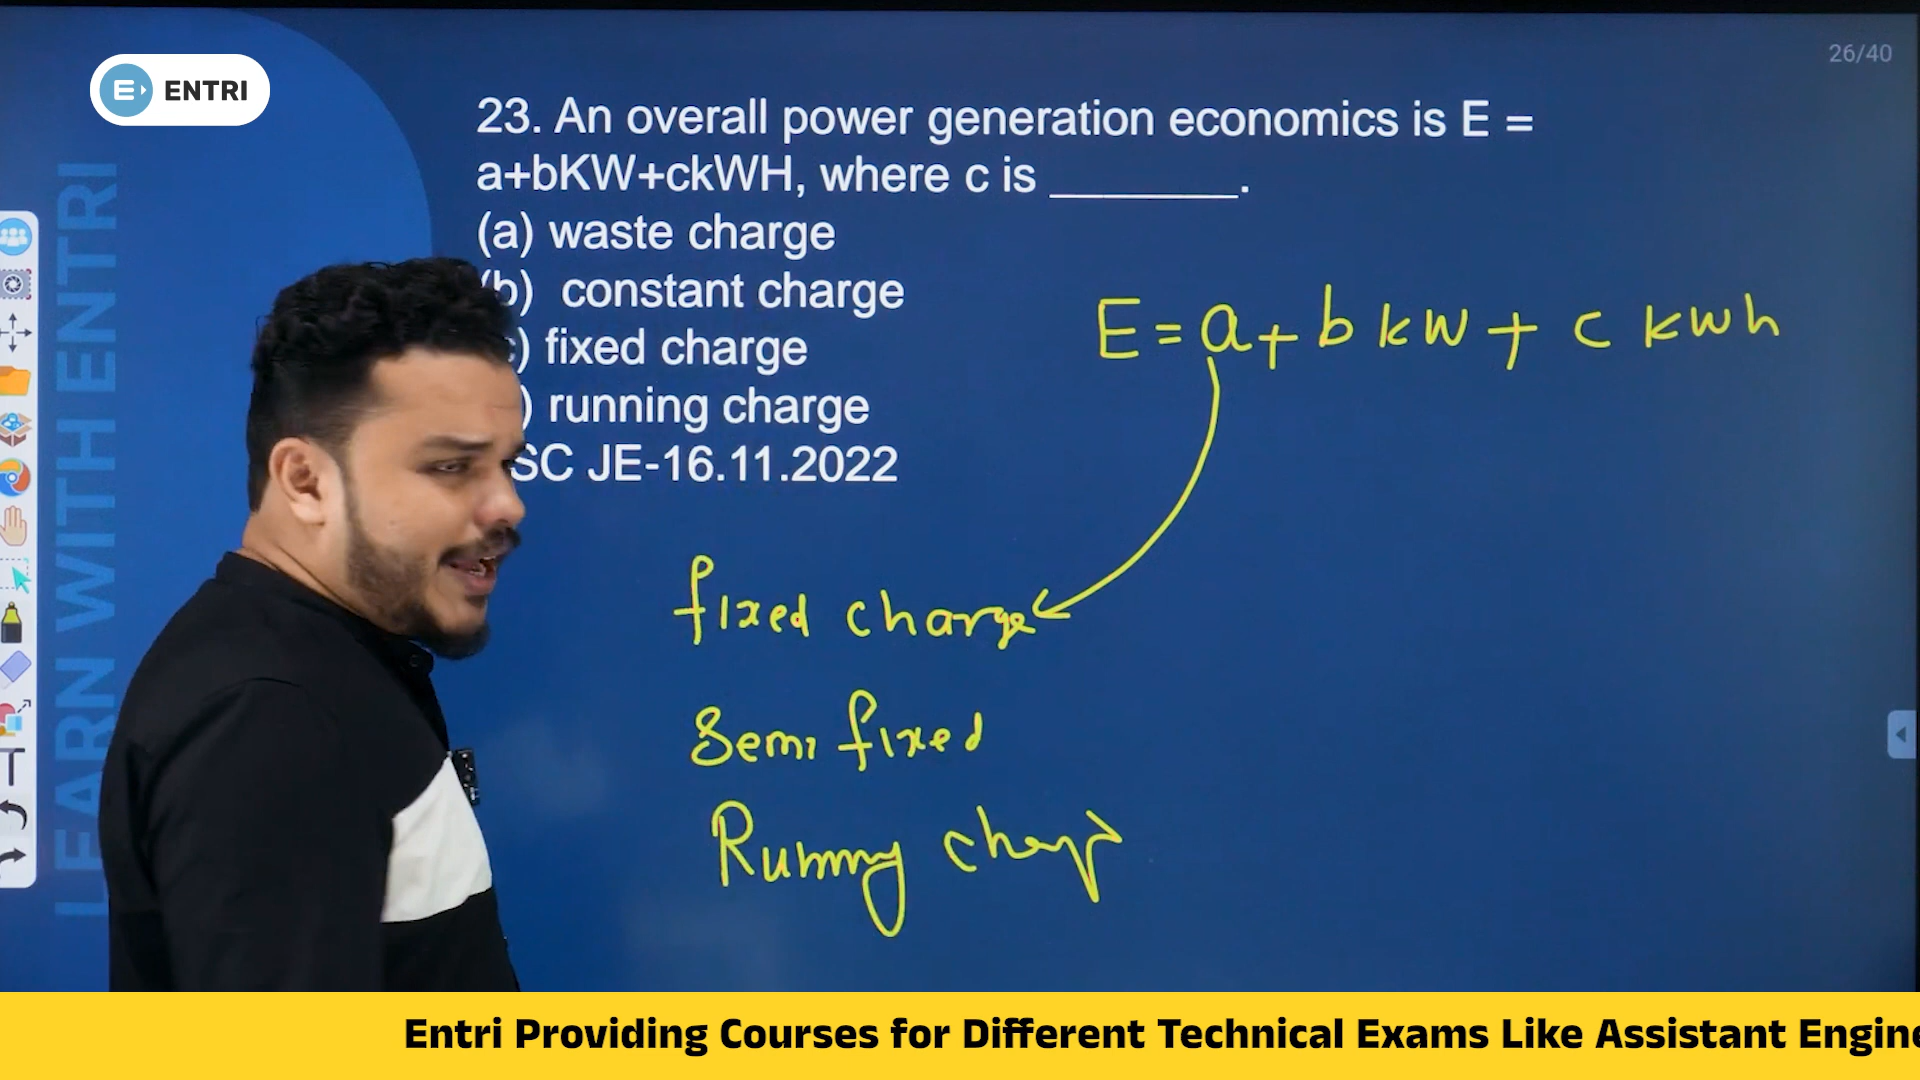 ENTRI
26/40
LEARN WITH ENTRI
23. An overall power generation economics is E =
a+bKW+ckWH, where c is ________.
(a) waste charge
(b) constant charge
) fixed charge
) running charge
SC JE-16.11.2022
E = a + b kW + c kWh
fixed charge
Semi fixed
Running charge
Entri Providing Courses for Different Technical Exams Like Assistant Engine